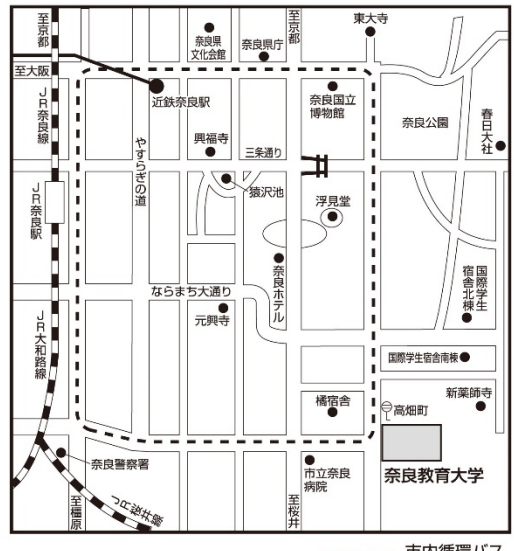 至京都
至京都
東大寺
奈良県
文化会館
奈良県庁
至大阪
近鉄奈良駅
奈良国立
博物館
JR奈良線
奈良公園
春日大社
やすらぎの道
興福寺
三条通り
猿沢池
浮見堂
JR奈良駅
奈良ホテル
国際学生
宿舎北棟
ならまち大通り
元興寺
JR大和路線
国際学生宿舎南棟
橘宿舎
高畑町
新薬師寺
奈良警察署
市立奈良
病院
奈良教育大学
至橿原
JR桜井線
至桜井
市内循環バス